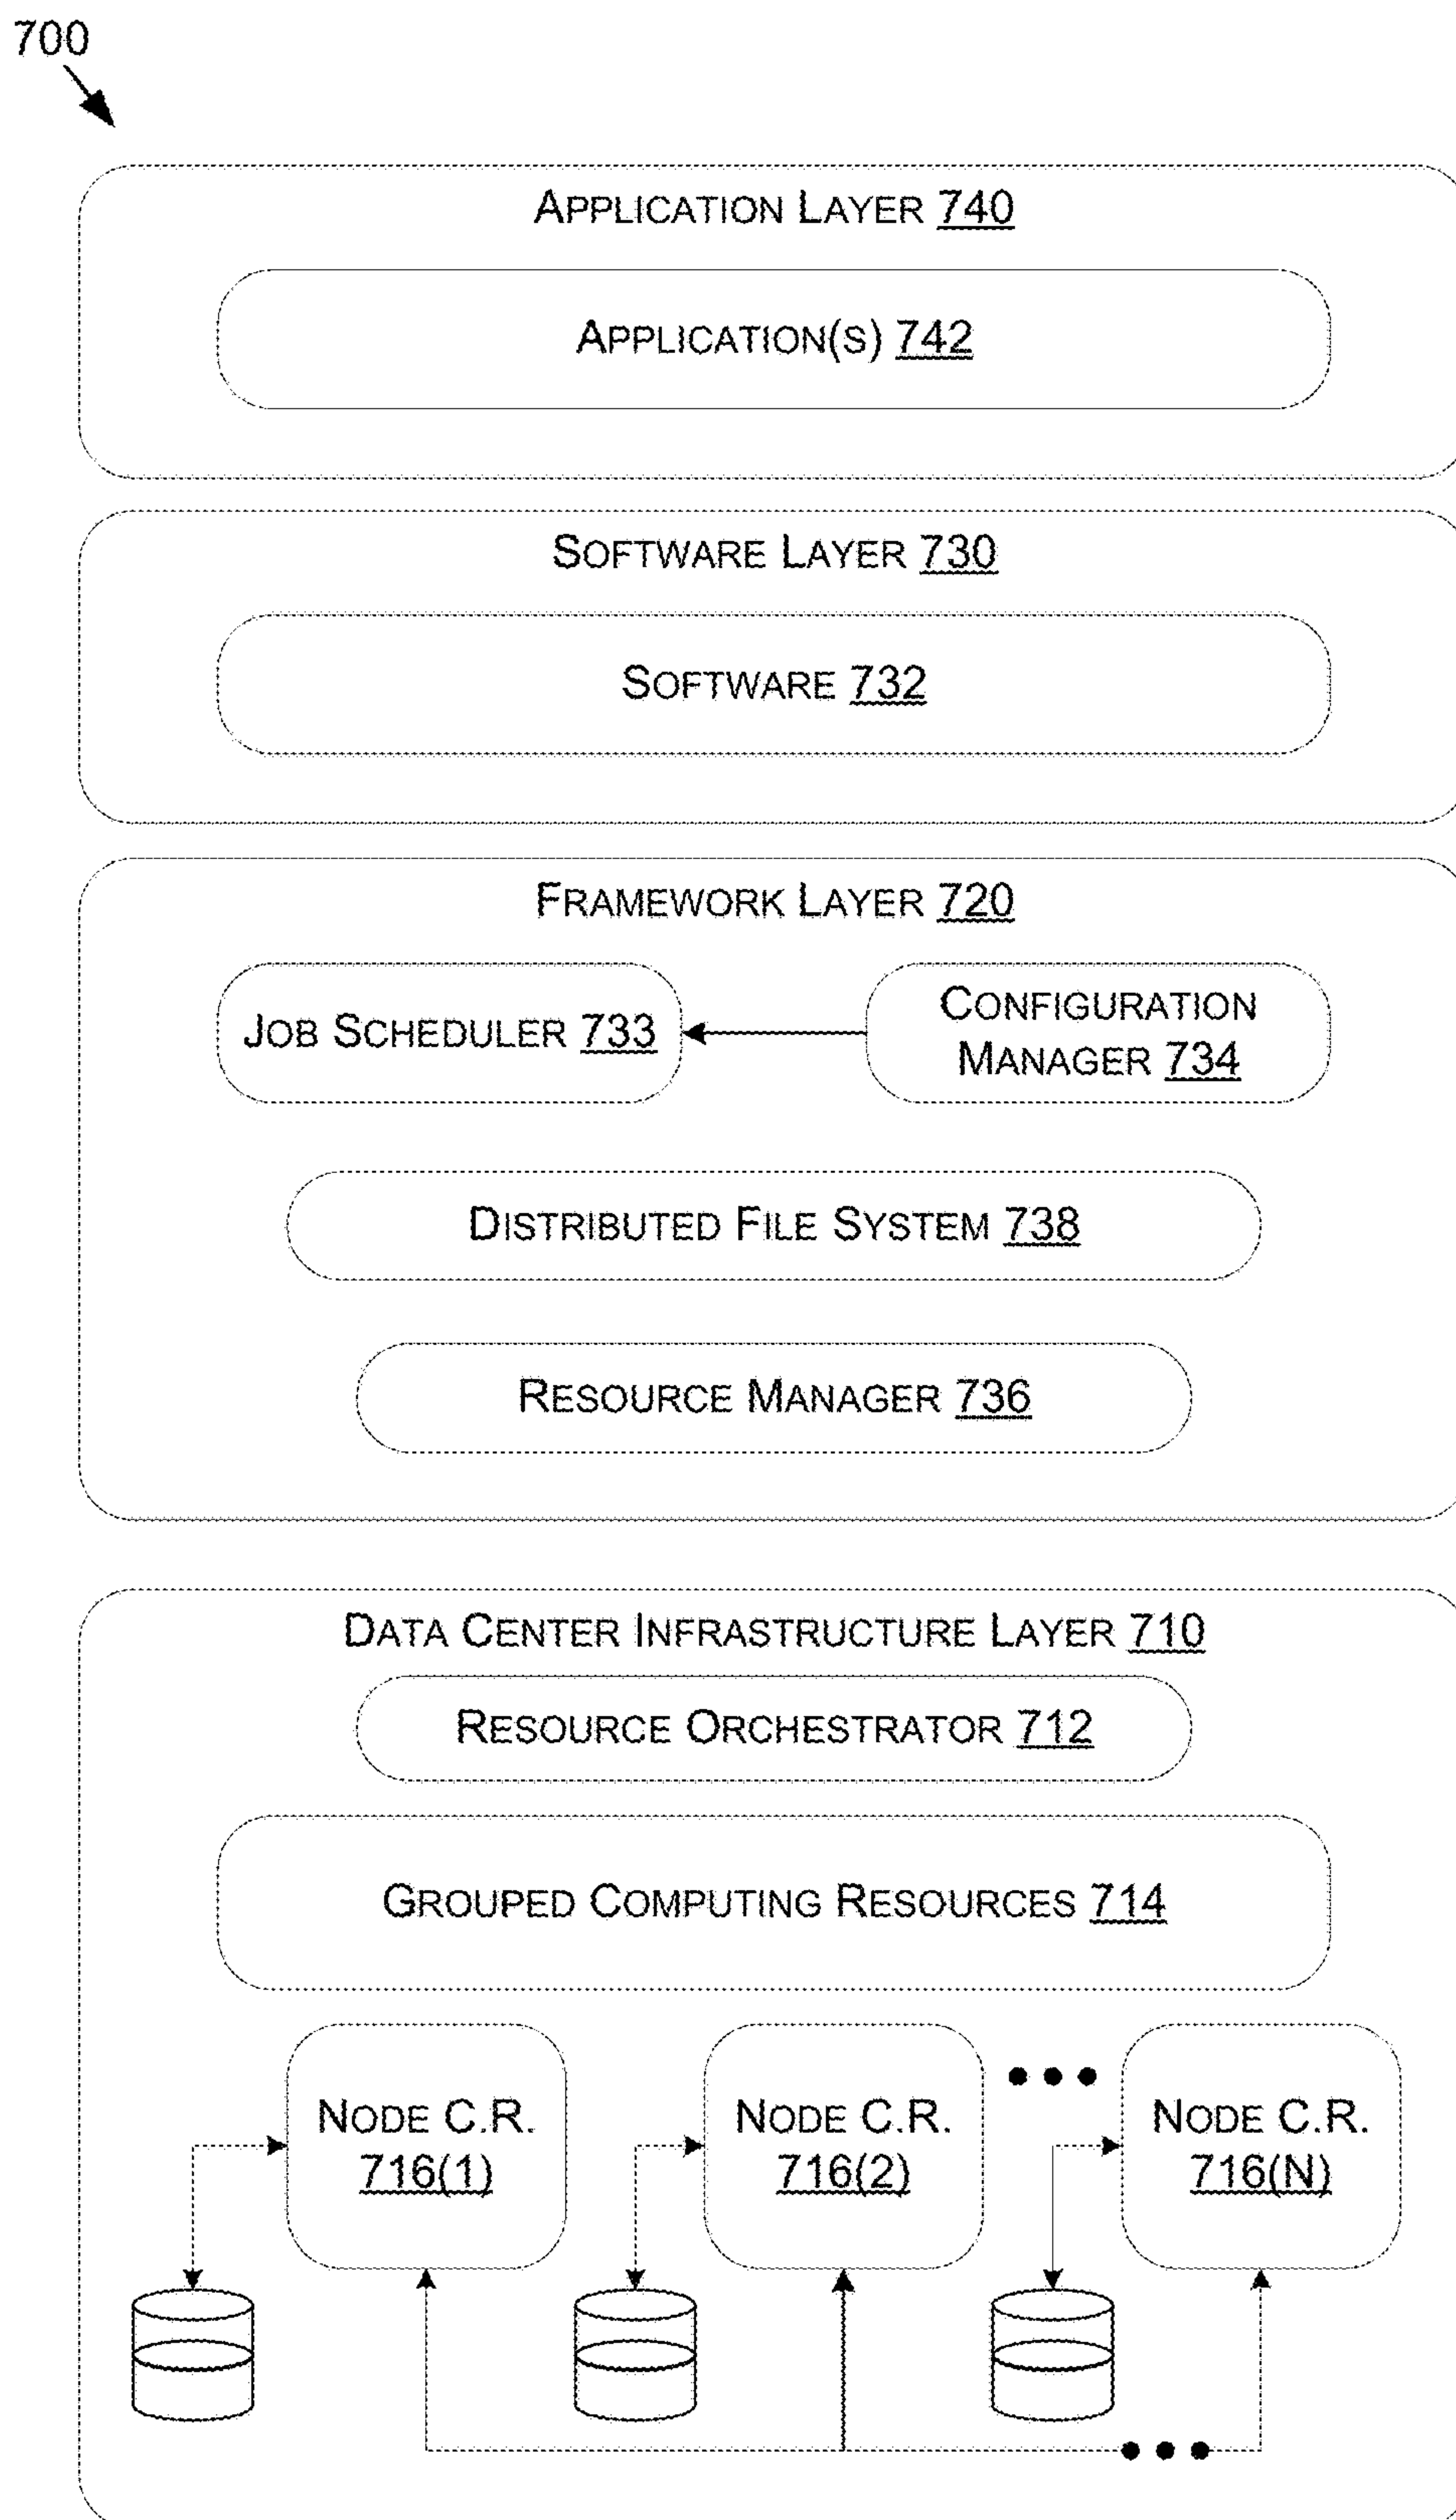 700
APPLICATION LAYER 740
APPLICATION(S) 742
SOFTWARE LAYER 730
SOFTWARE 732
FRAMEWORK LAYER 720
JOB SCHEDULER 733
CONFIGURATION
MANAGER 734
DISTRIBUTED FILE SYSTEM 738
RESOURCE MANAGER 736
DATA CENTER INFRASTRUCTURE LAYER 710
RESOURCE ORCHESTRATOR 712
GROUPED COMPUTING RESOURCES 714
NODE C.R.
716(1)
NODE C.R.
716(2)
NODE C.R.
716(N)